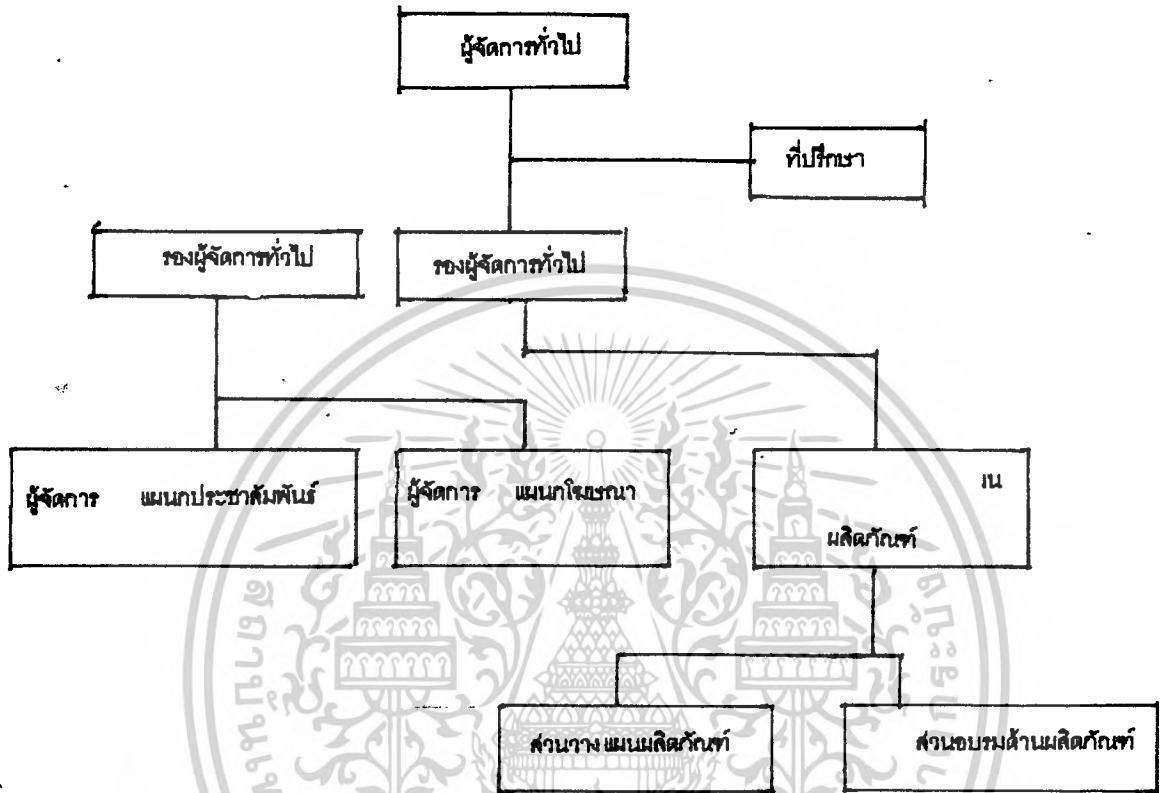 ผู้จัดการทั่วไป
ที่ปรึกษา
รองผู้จัดการทั่วไป
รองผู้จัดการทั่วไป
ผู้จัดการ แผนกประชาสัมพันธ์
ผู้จัดการ แผนกโฆษณา
ผลิตภัณฑ์
ส่วนวางแผนผลิตภัณฑ์
ส่วนอบรมด้านผลิตภัณฑ์